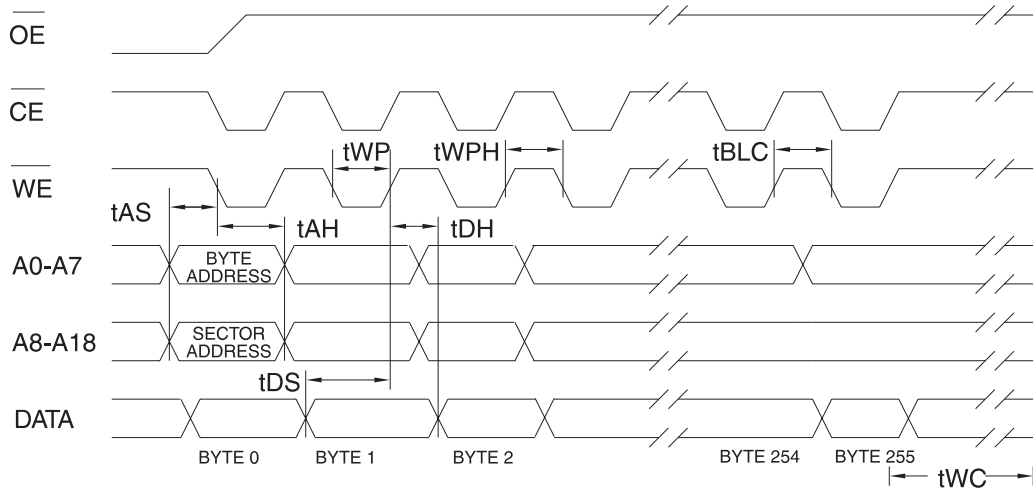 OE
CE
tWP tWPH tBLC
WE
tAS
tAH tDH
A0-A7 BYTE
ADDRESS
A8-A18 SECTOR
ADDRESS
tDS
DATA
BYTE 0 BYTE 1 BYTE 2 BYTE 254 BYTE 255
tWC